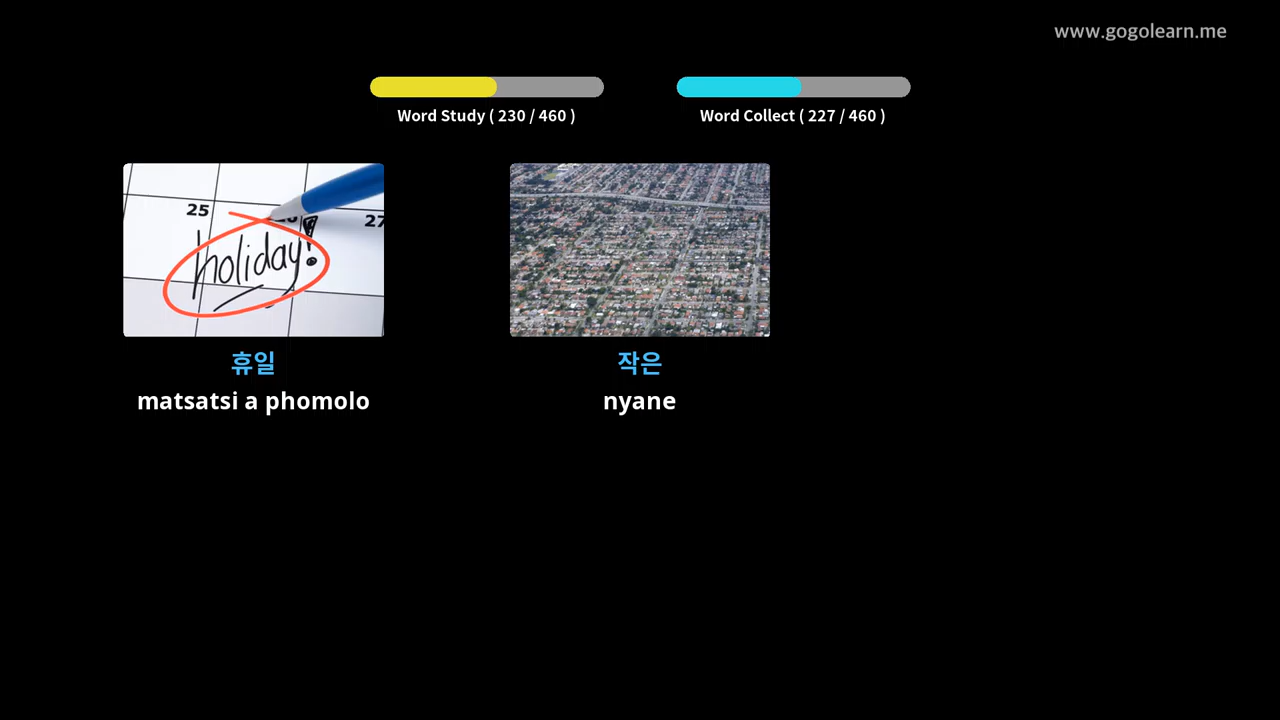 www.gogolearn.me
Word Study ( 230 / 460 )
Word Collect ( 227 / 460 )
25
27
holiday!
휴일
작은
matsatsi a phomolo
nyane